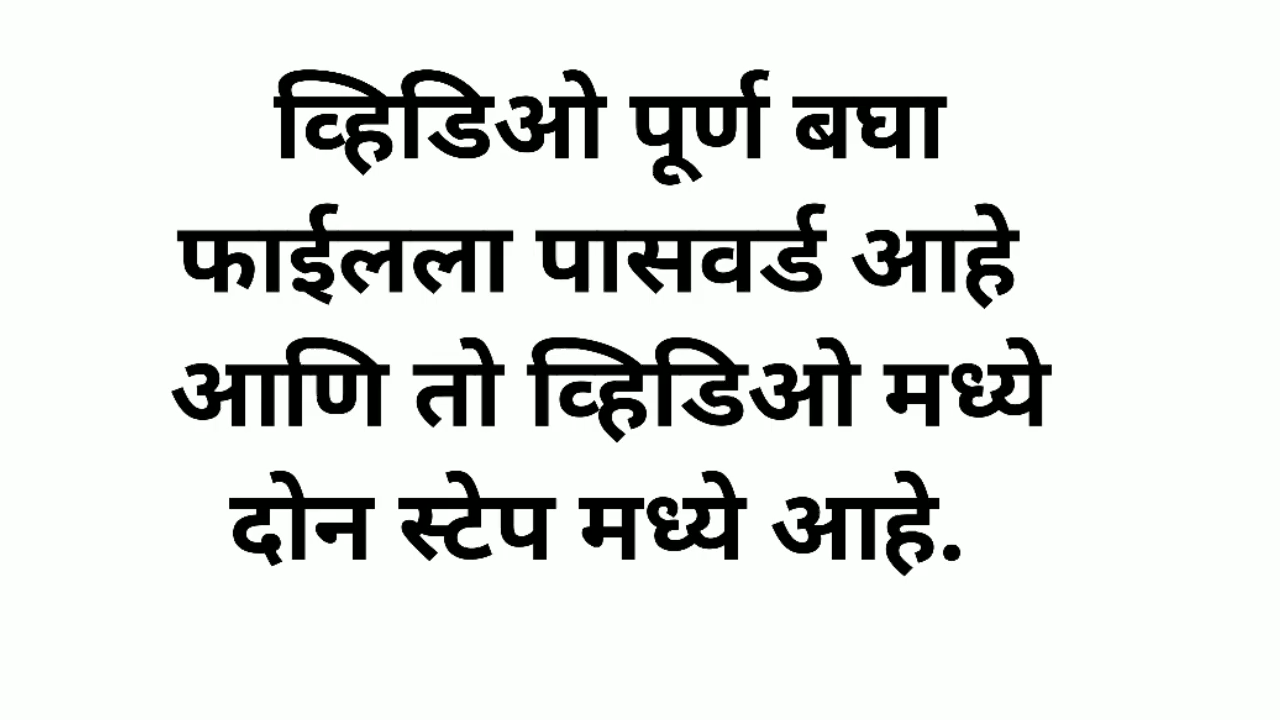 व्हिडिओ पूर्ण बघा
फाईलला पासवर्ड आहे
आणि तो व्हिडिओ मध्ये
दोन स्टेप मध्ये आहे.